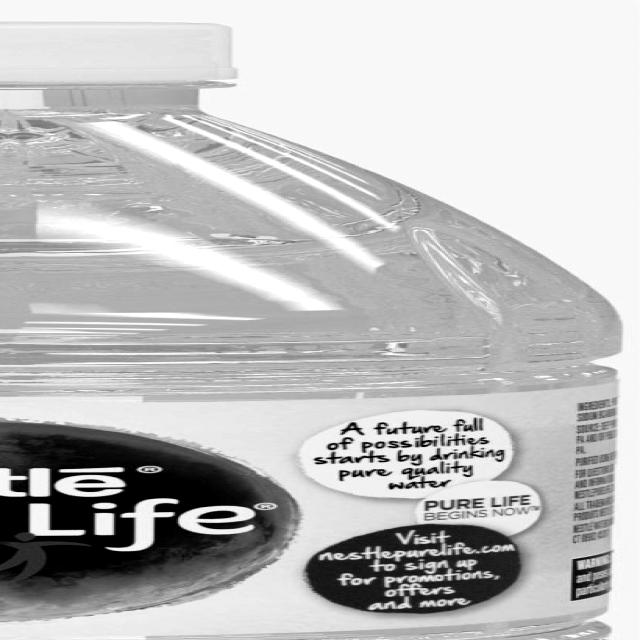 tlē®
Life®
A future full
of possibilities
starts by drinking
pure quality
water
PURE LIFE
BEGINS NOW™
Visit
nestlepurelife.com
to sign up
for promotions,
offers
and more